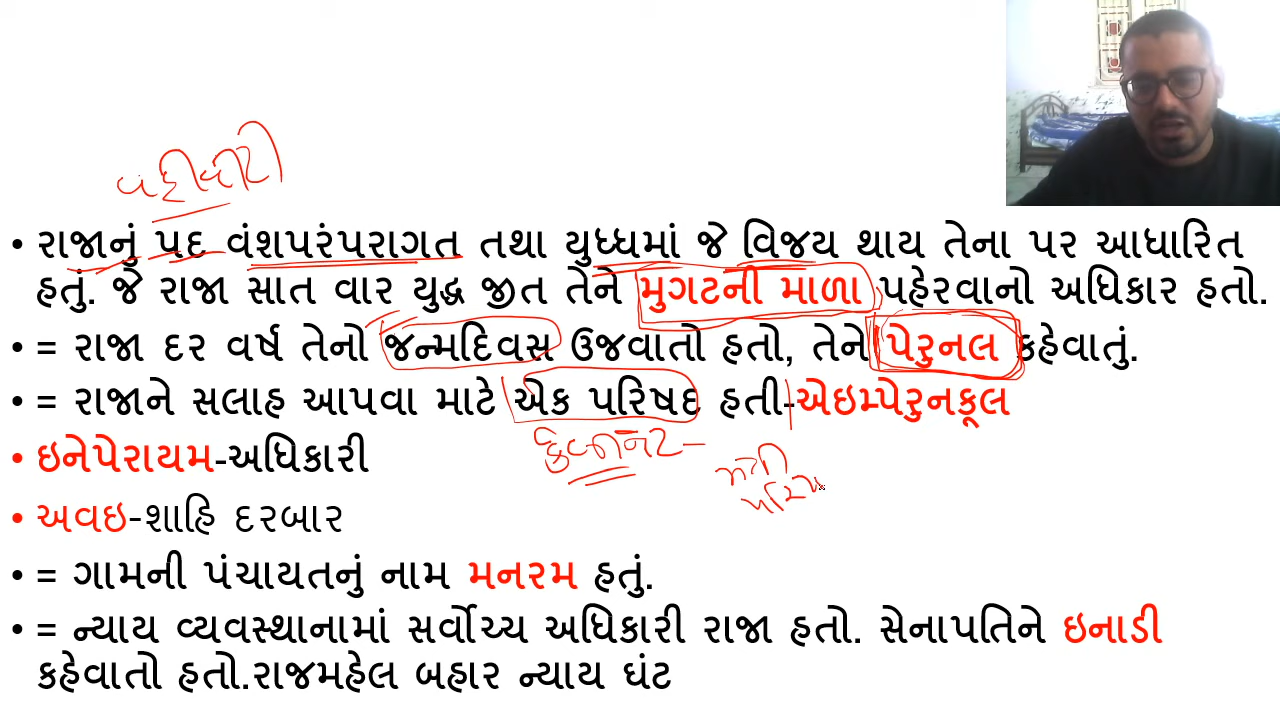 વહીવટી
• રાજાનું પદ વંશપરંપરાગત તથા યુધ્ધમાં જે વિજય થાય તેના પર આધારિત
હતું. જે રાજા સાત વાર યુદ્ધ જીત તેને મુગટની માળા પહેરવાનો અધિકાર હતો.
• = રાજા દર વર્ષ તેનો જન્મદિવસ ઉજવાતો હતો, તેને પેરુનલ કહેવાતું.
• = રાજાને સલાહ આપવા માટે એક પરિષદ હતી-એઇમ્પેરુનકૂલ
કેબીનેટ –
મંત્રી
• ઇનેપેરાયમ-અધિકારી
• અવઇ-શાહિ દરબાર
• = ગામની પંચાયતનું નામ મનરમ હતું.
• = ન્યાય વ્યવસ્થાનામાં સર્વોચ્ચ અધિકારી રાજા હતો. સેનાપતિને ઇનાડી
કહેવાતો હતો.રાજમહેલ બહાર ન્યાય ઘંટ